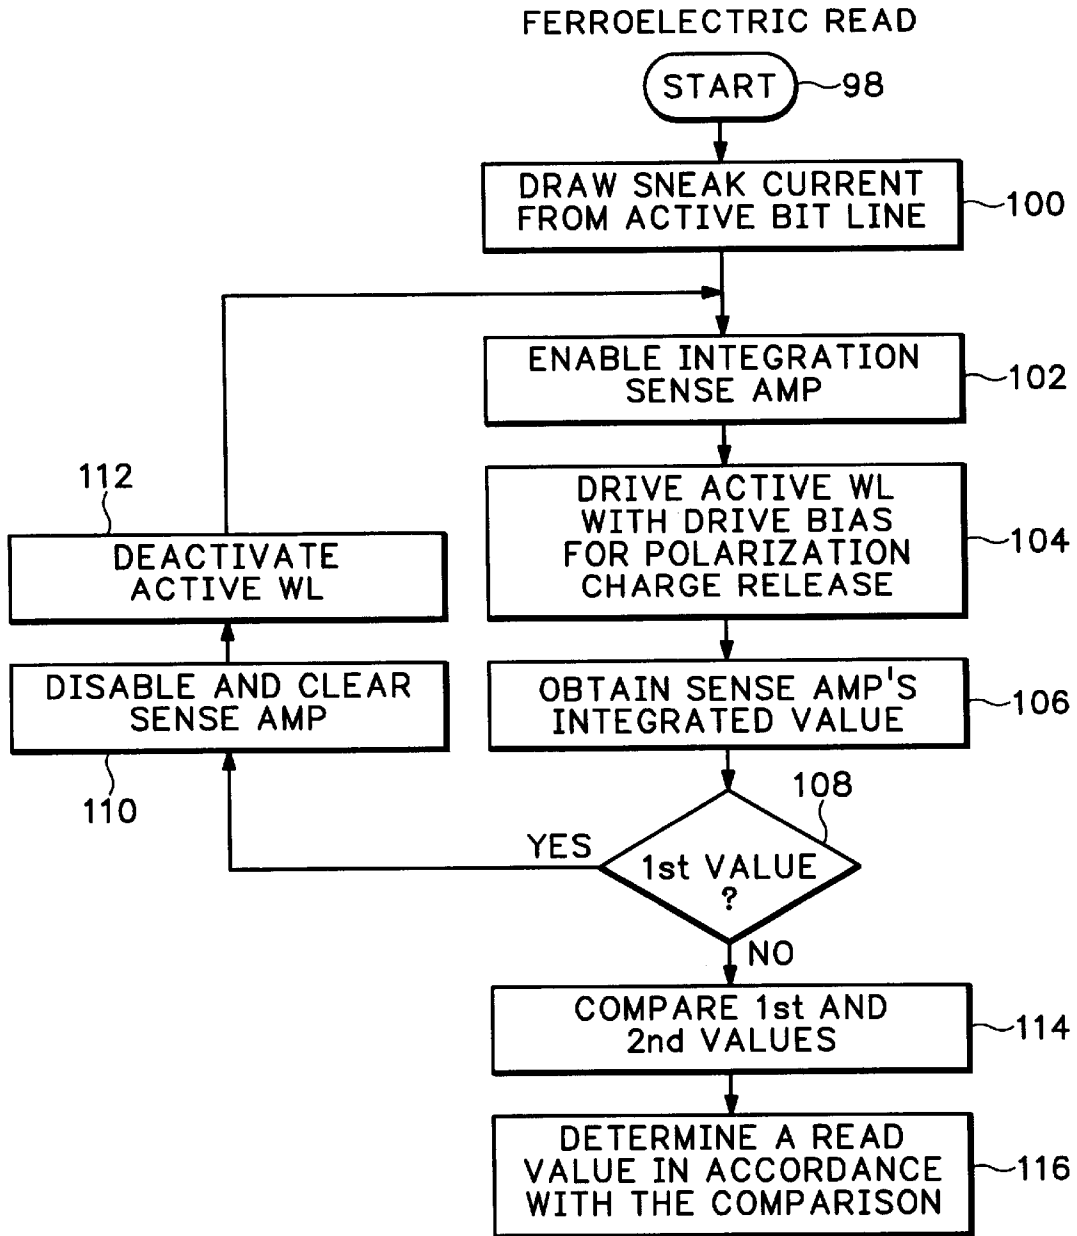 FERROELECTRIC READ
START
98
DRAW SNEAK CURRENT
FROM ACTIVE BIT LINE
100
ENABLE INTEGRATION
SENSE AMP
102
DRIVE ACTIVE WL
WITH DRIVE BIAS
FOR POLARIZATION
CHARGE RELEASE
104
112
DEACTIVATE
ACTIVE WL
DISABLE AND CLEAR
SENSE AMP
110
OBTAIN SENSE AMP'S
INTEGRATED VALUE
106
108
YES
1st VALUE
?
NO
COMPARE 1st AND
2nd VALUES
114
DETERMINE A READ
VALUE IN ACCORDANCE
WITH THE COMPARISON
116